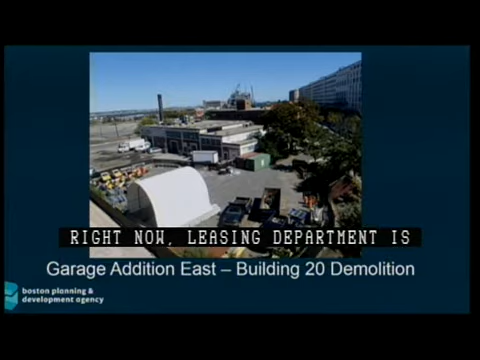 RIGHT NOW, LEASING DEPARTMENT IS
Garage Addition East – Building 20 Demolition
boston planning &
development agency